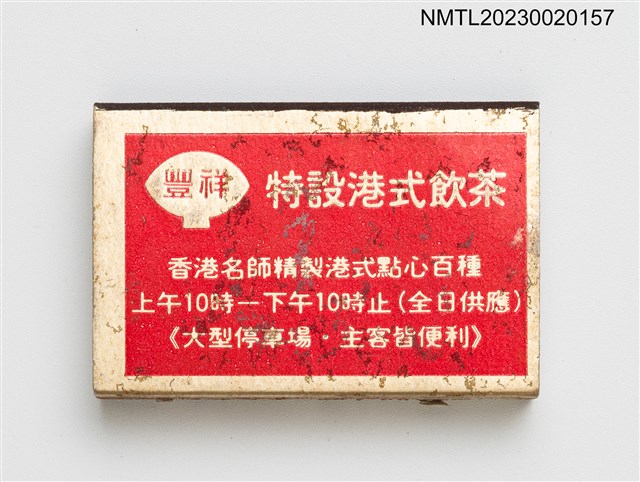 NMTL20230020157
豐祥
特設港式飲茶
香港名師精製港式點心百種
上午10時—下午10時止(全日供應)
《大型停車場·主客皆便利》